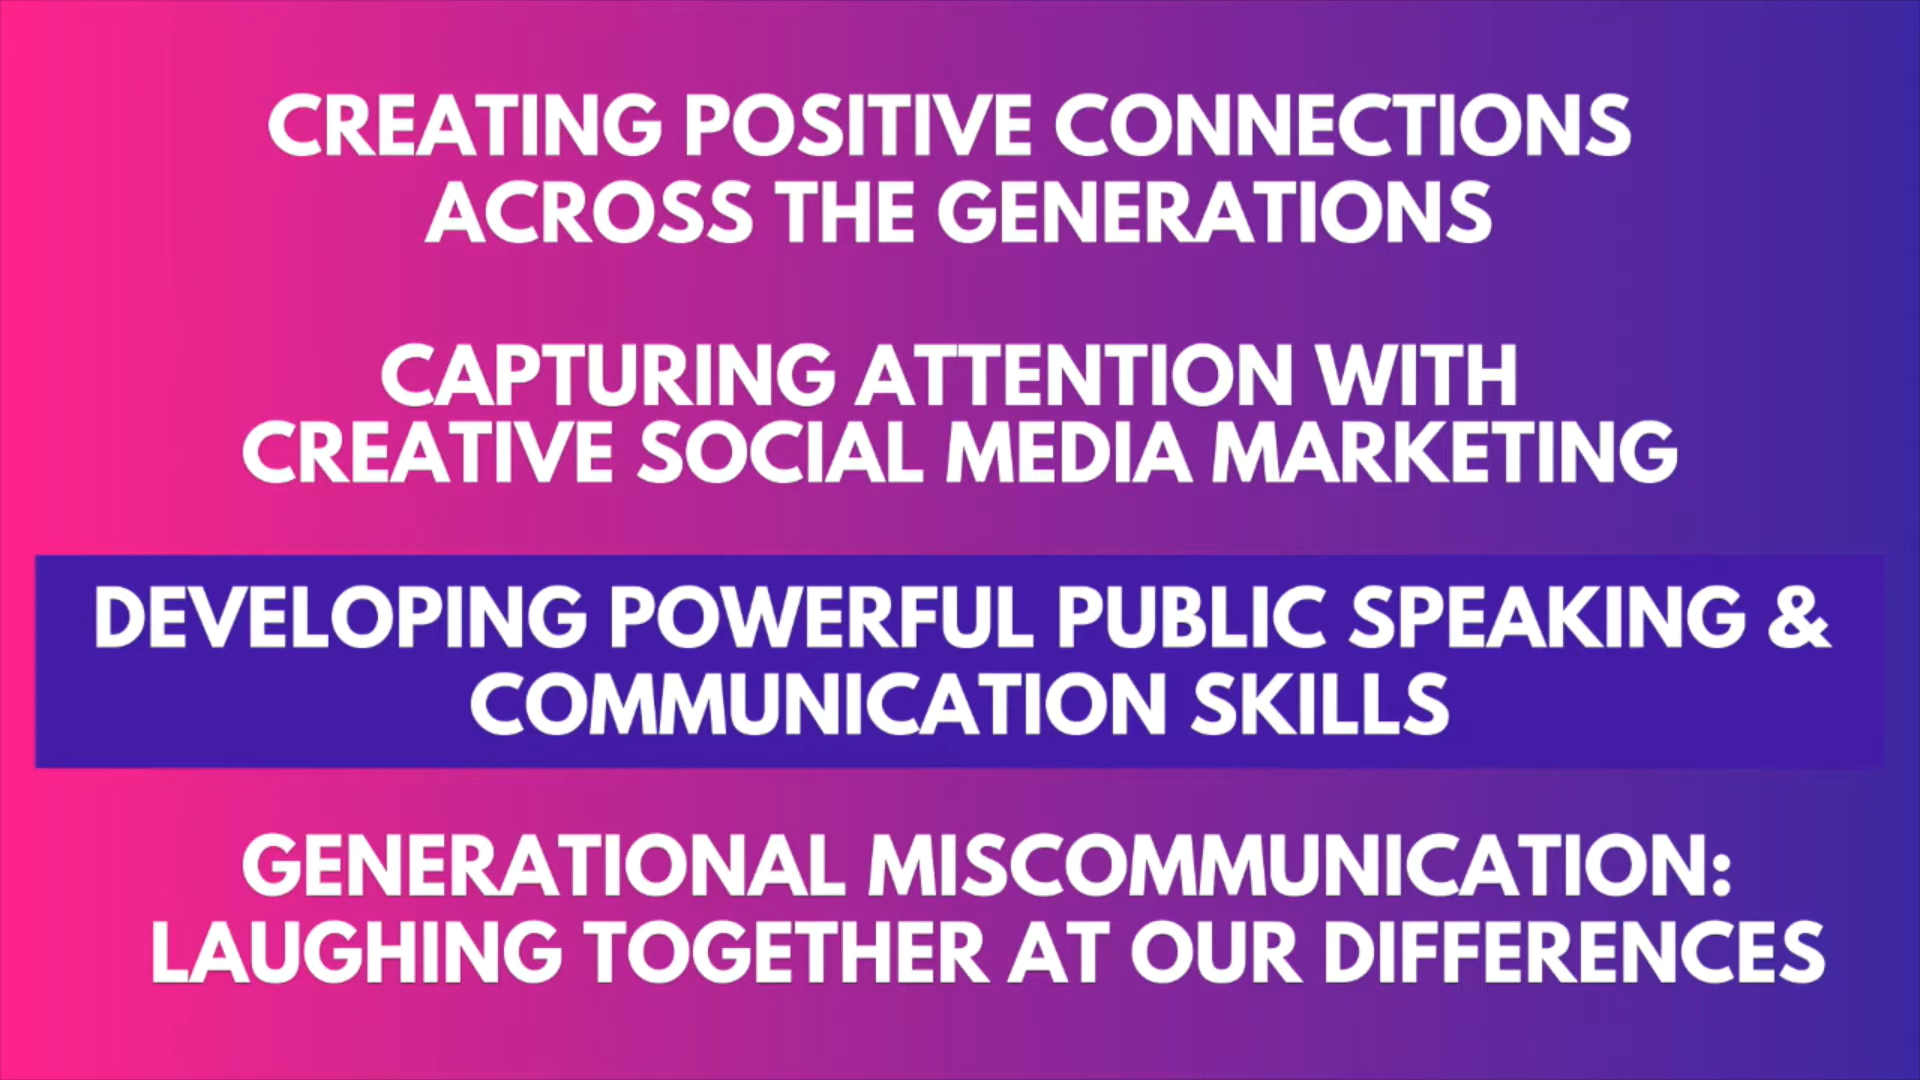 CREATING POSITIVE CONNECTIONS
ACROSS THE GENERATIONS
CAPTURING ATTENTION WITH
CREATIVE SOCIAL MEDIA MARKETING
DEVELOPING POWERFUL PUBLIC SPEAKING &
COMMUNICATION SKILLS
GENERATIONAL MISCOMMUNICATION:
LAUGHING TOGETHER AT OUR DIFFERENCES